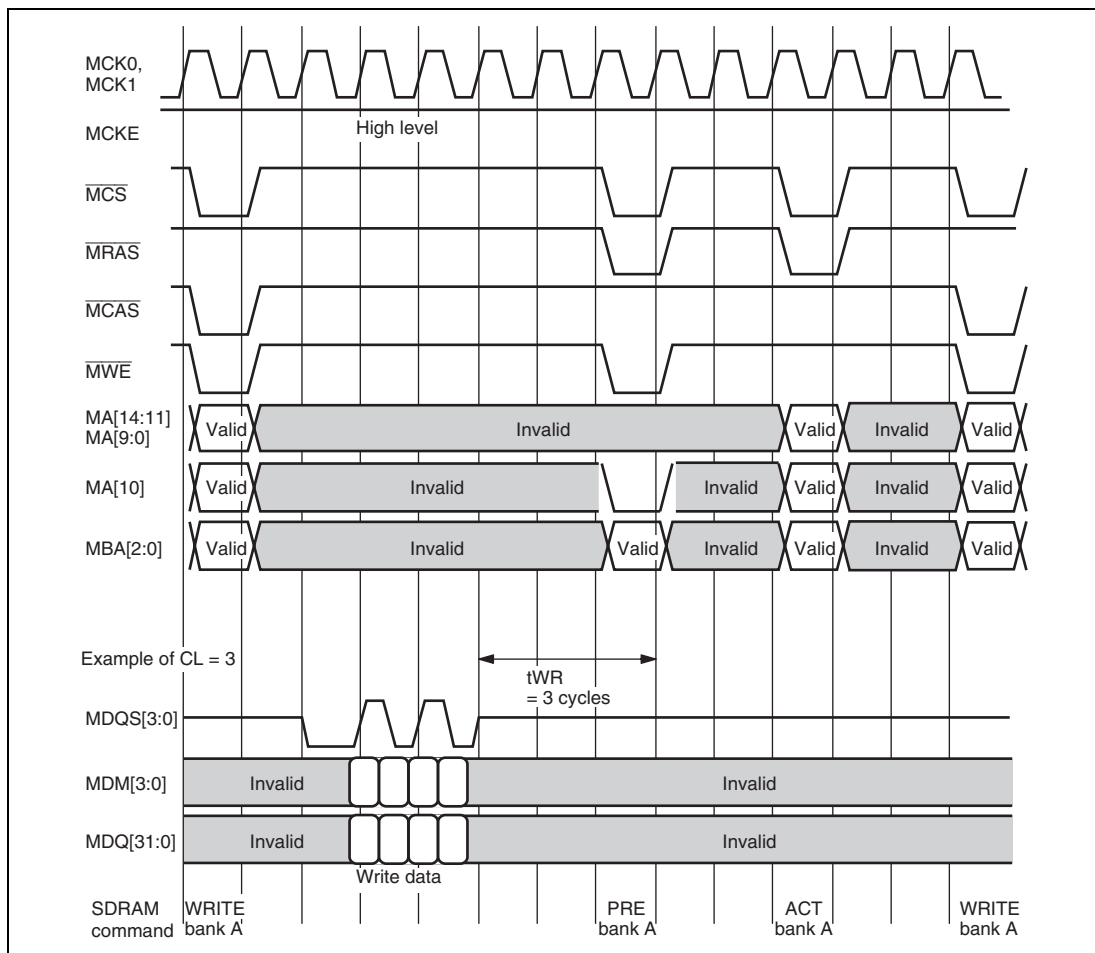 MCK0,
MCK1
MCKE
High level
MCS
MRAS
MCAS
MWE
MA[14:11]
MA[9:0]
Valid Invalid Valid Invalid Valid
MA[10] Valid Invalid Invalid Valid Invalid Valid
MBA[2:0] Valid Invalid Valid Invalid Valid Invalid Valid
Example of CL = 3
tWR
= 3 cycles
MDQS[3:0]
MDM[3:0] Invalid Invalid
MDQ[31:0] Invalid Invalid
Write data
SDRAM WRITE PRE ACT WRITE
command bank A bank A bank A bank A